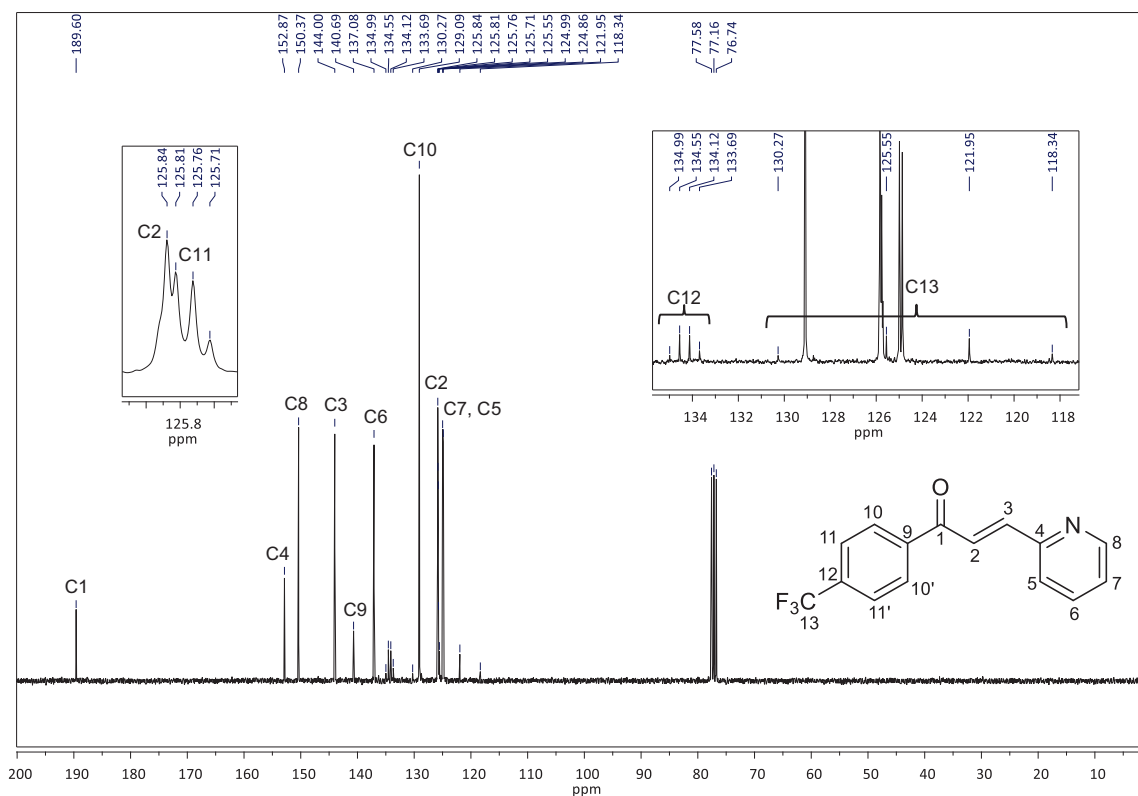 189.60
152.87
150.37
144.00
140.69
137.08
134.99
134.55
134.12
133.69
130.27
129.09
125.84
125.81
125.76
125.71
125.55
124.99
124.86
121.95
118.34
77.58
77.16
76.74
125.84
125.81
125.76
125.71
C2
C11
125.8
ppm
134.99
134.55
134.12
133.69
130.27
125.55
121.95
118.34
C12
C13
134 132 130 128 126 124 122 120 118
ppm
C10
C2
C7, C5
C8
C3
C6
C4
C9
C1
O
10
3
N
11
9
1
4
8
12
2
10'
5
7
F3C
11'
6
13
200 190 180 170 160 150 140 130 120 110 100 90 80 70 60 50 40 30 20 10
ppm